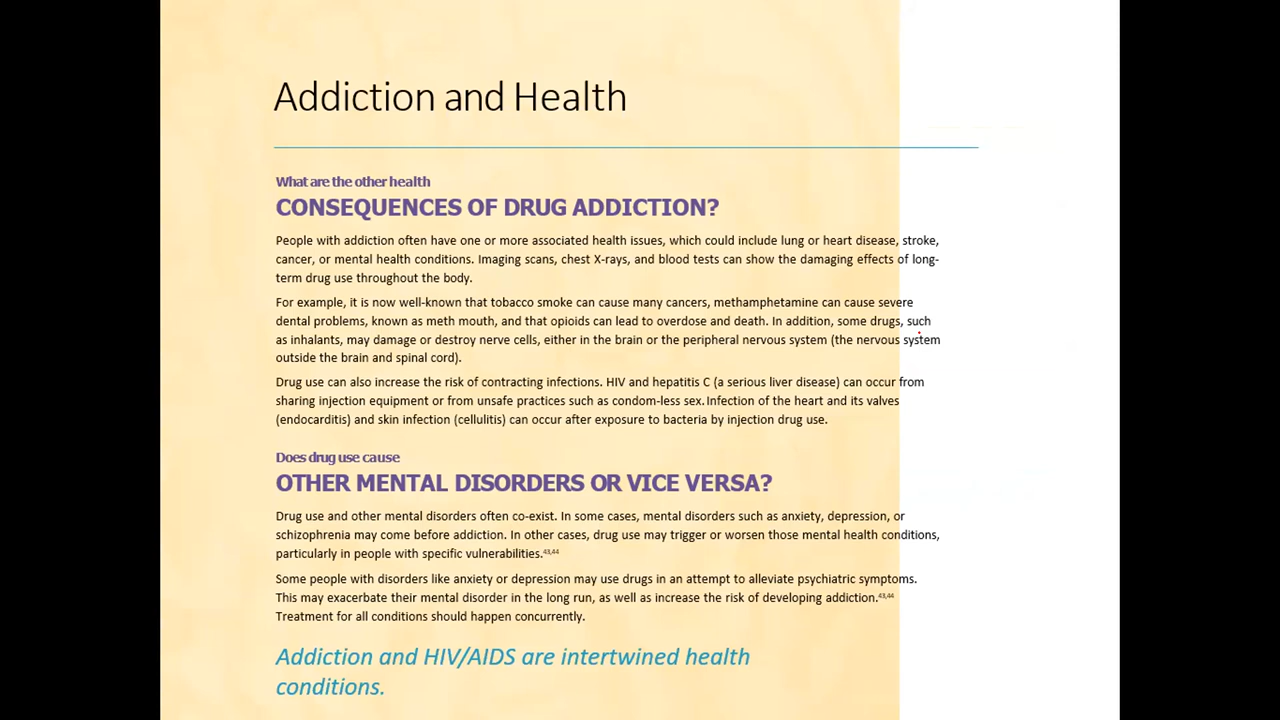 Addiction and Health
What are the other health
CONSEQUENCES OF DRUG ADDICTION?
People with addiction often have one or more associated health issues, which could include lung or heart disease, stroke,
cancer, or mental health conditions. Imaging scans, chest X-rays, and blood tests can show the damaging effects of long-
term drug use throughout the body.
For example, it is now well-known that tobacco smoke can cause many cancers, methamphetamine can cause severe
dental problems, known as meth mouth, and that opioids can lead to overdose and death. In addition, some drugs, such
as inhalants, may damage or destroy nerve cells, either in the brain or the peripheral nervous system (the nervous system
outside the brain and spinal cord).
Drug use can also increase the risk of contracting infections. HIV and hepatitis C (a serious liver disease) can occur from
sharing injection equipment or from unsafe practices such as condom-less sex. Infection of the heart and its valves
(endocarditis) and skin infection (cellulitis) can occur after exposure to bacteria by injection drug use.
Does drug use cause
OTHER MENTAL DISORDERS OR VICE VERSA?
Drug use and other mental disorders often co-exist. In some cases, mental disorders such as anxiety, depression, or
schizophrenia may come before addiction. In other cases, drug use may trigger or worsen those mental health conditions,
particularly in people with specific vulnerabilities.43,44
Some people with disorders like anxiety or depression may use drugs in an attempt to alleviate psychiatric symptoms.
This may exacerbate their mental disorder in the long run, as well as increase the risk of developing addiction.43,44
Treatment for all conditions should happen concurrently.
Addiction and HIV/AIDS are intertwined health
conditions.